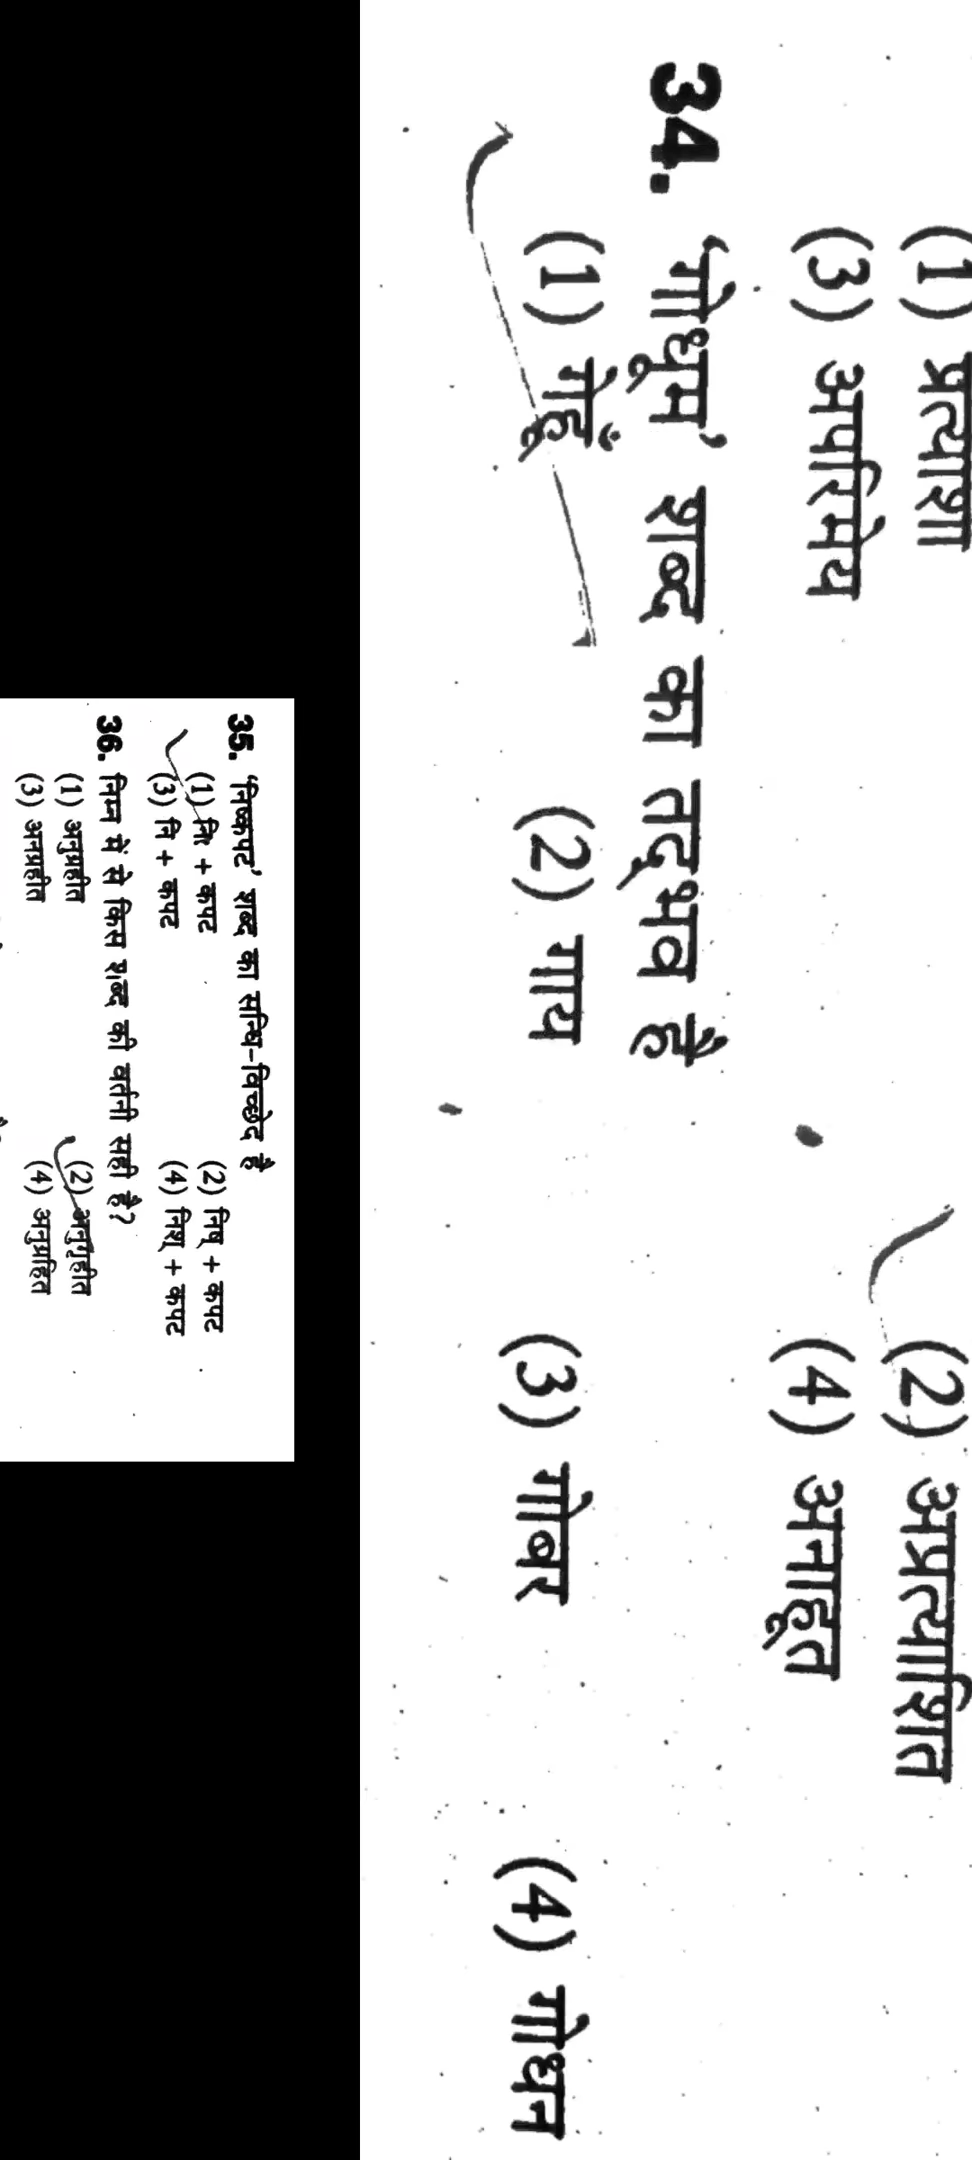 (1) प्रत्याशा (2) अप्रत्याशित
(3) अपरिमेय (4) अनाहूत
34. 'गोधूम' शब्द का तद्भव है
(1) गेहूँ (2) गाय (3) गोबर (4) गोधन
35. 'निष्कपट' शब्द का सन्धि-विच्छेद है
(1) निः + कपट (2) निष् + कपट
(3) नि + कपट (4) निश् + कपट
36. निम्न में से किस शब्द की वर्तनी सही है?
(1) अनुग्रहीत (2) अनुगृहीत
(3) अनग्रहीत (4) अनुग्रहित